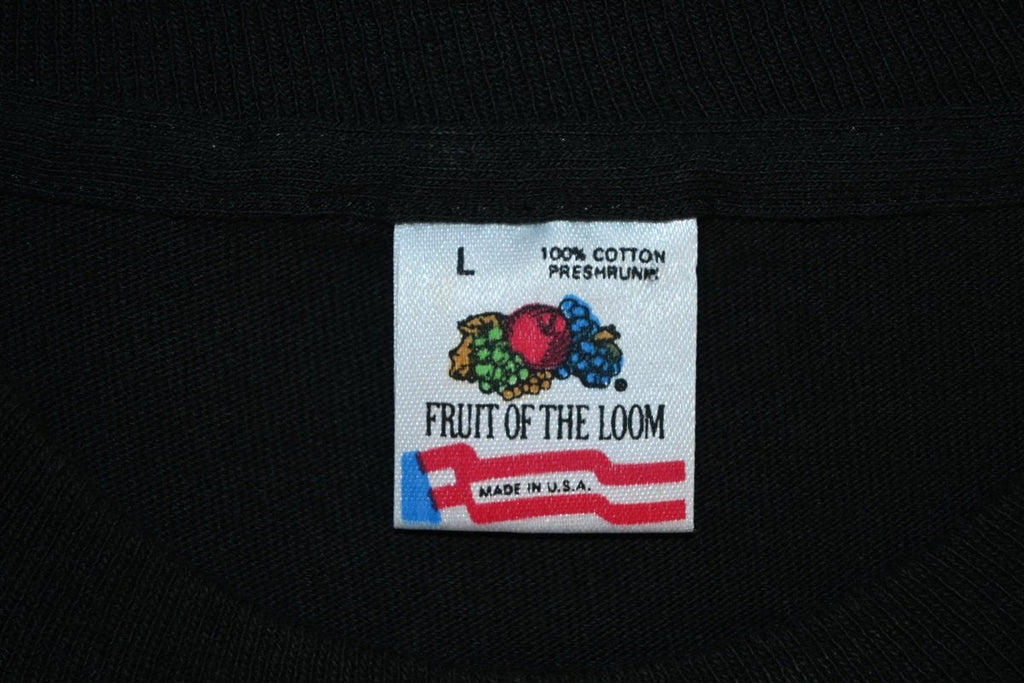 L
100% COTTON
PRESHRUNK
FRUIT OF THE LOOM
MADE IN U.S.A.